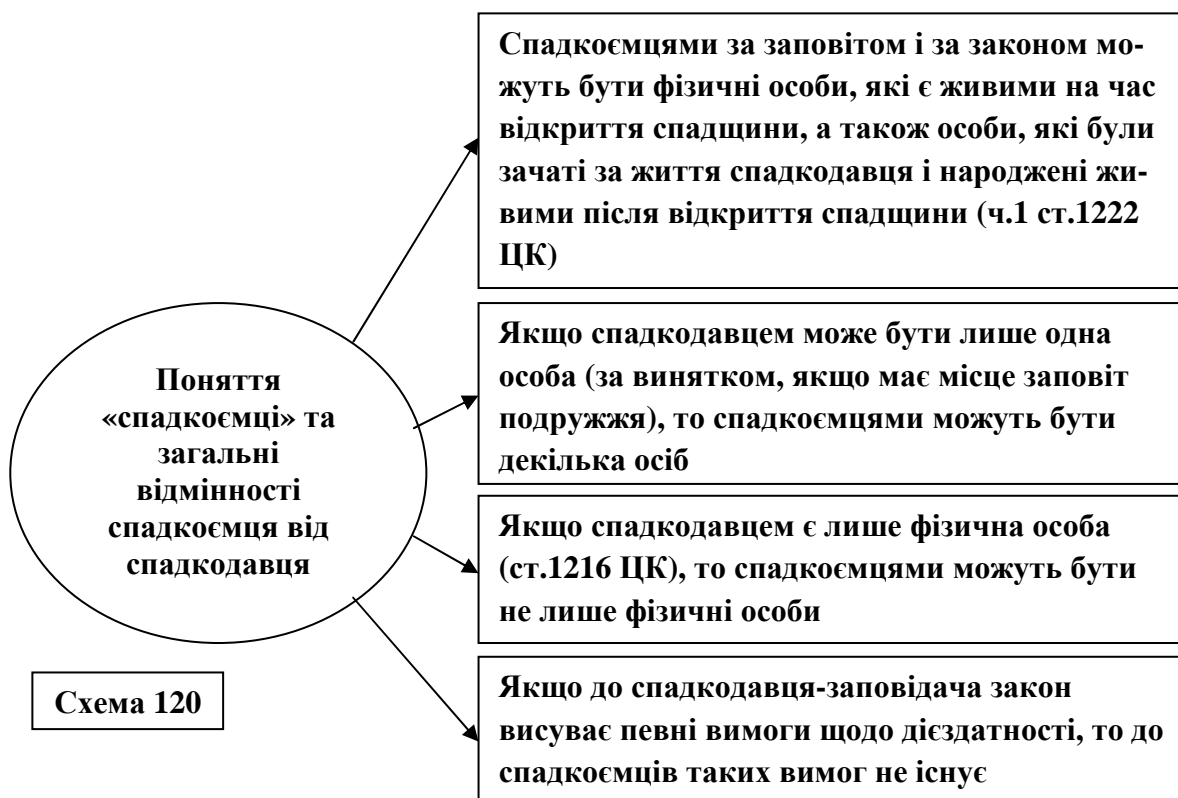 Спадкоємцями за заповітом і за законом мо-
жуть бути фізичні особи, які є живими на час
відкриття спадщини, а також особи, які були
зачаті за життя спадкодавця і народжені жи-
вими після відкриття спадщини (ч.1 ст.1222
ЦК)
Якщо спадкодавцем може бути лише одна
особа (за винятком, якщо має місце заповіт
подружжя), то спадкоємцями можуть бути
декілька осіб
Поняття
«спадкоємці» та
загальні
відмінності
спадкоємця від
спадкодавця
Якщо спадкодавцем є лише фізична особа
(ст.1216 ЦК), то спадкоємцями можуть бути
не лише фізичні особи
Якщо до спадкодавця-заповідача закон
висуває певні вимоги щодо дієздатності, то до
спадкоємців таких вимог не існує
Схема 120